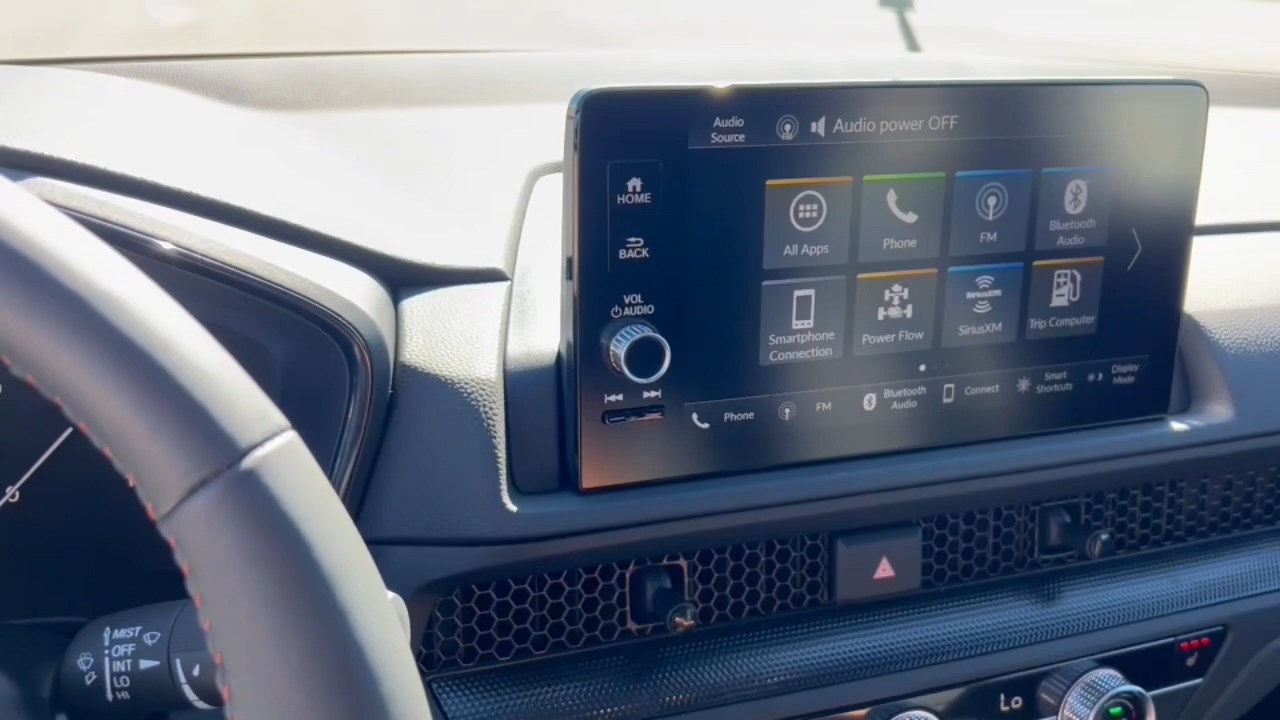 Audio
Source
Audio power OFF
HOME
BACK
VOL
AUDIO
All Apps
Phone
FM
Bluetooth
Audio
Smartphone
Connection
Power Flow
SiriusXM
SiriusXM
Trip Computer
Phone
FM
Bluetooth
Audio
Connect
Smart
Shortcuts
Display
Mode
MIST
OFF
INT
LO
HI
Lo